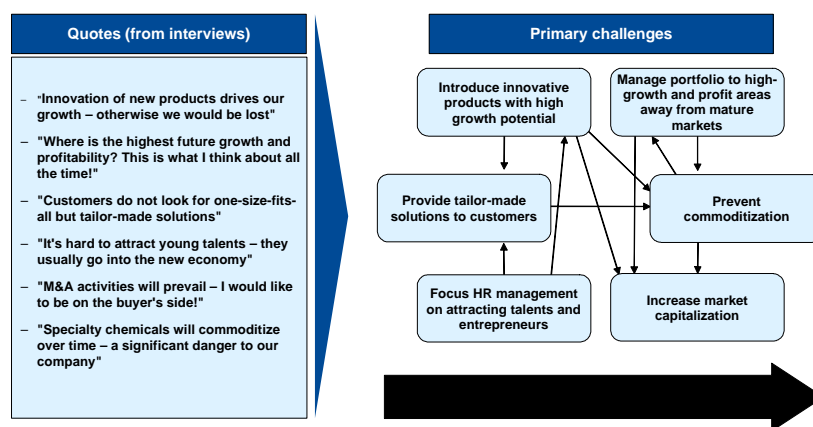 Quotes (from interviews)
– "Innovation of new products drives our
growth – otherwise we would be lost"
– "Where is the highest future growth and
profitability? This is what I think about all
the time!"
– "Customers do not look for one-size-fits-
all but tailor-made solutions"
– "It's hard to attract young talents – they
usually go into the new economy"
– "M&A activities will prevail – I would like
to be on the buyer's side!"
– "Specialty chemicals will commoditize
over time – a significant danger to our
company"
Primary challenges
Introduce innovative
products with high
growth potential
Manage portfolio to high-
growth and profit areas
away from mature
markets
Provide tailor-made
solutions to customers
Prevent
commoditization
Focus HR management
on attracting talents and
entrepreneurs
Increase market
capitalization